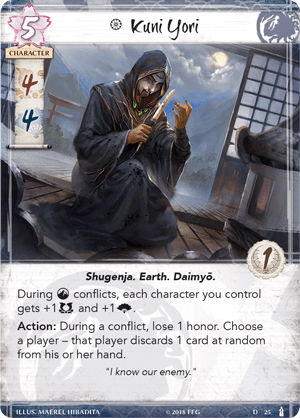 5
Kuni Yori
CHARACTER
4
4
1
Shugenja. Earth. Daimyō.
During conflicts, each character you control
gets +1 and +1 .
Action: During a conflict, lose 1 honor. Choose
a player – that player discards 1 card at random
from his or her hand.
"I know our enemy."
ILLUS. MAEREL HIBADITA
© 2018 FFG
D 25